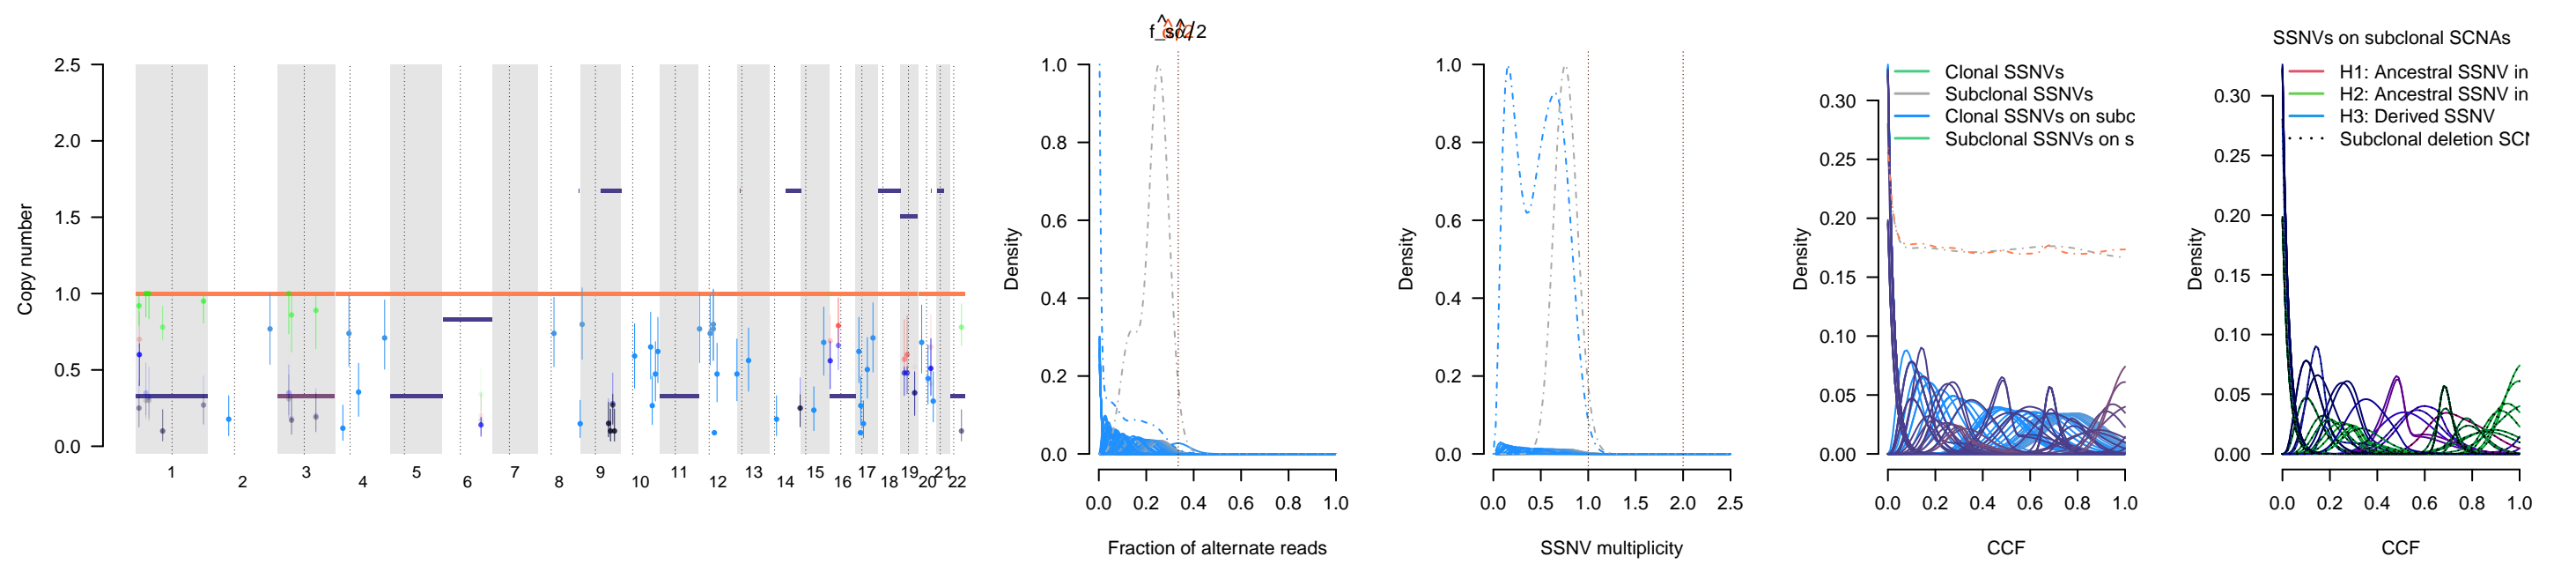 2.5
2.0
1.5
1.0
0.5
0.0
Copy number
1
2
3
4
5
6
7
8
9
10
11
12
13
14
15
16
17
18
19
20
21
22
1.0
0.8
0.6
0.4
0.2
0.0
Density
0.0 0.2 0.4 0.6 0.8 1.0
Fraction of alternate reads
1.0
0.8
0.6
0.4
0.2
0.0
Density
0.0 0.5 1.0 1.5 2.0 2.5
SSNV multiplicity
Clonal SSNVs
Subclonal SSNVs
Clonal SSNVs on subc
Subclonal SSNVs on s
0.30
0.25
0.20
0.15
0.10
0.05
0.00
Density
0.0 0.2 0.4 0.6 0.8 1.0
CCF
SSNVs on subclonal SCNAs
H1: Ancestral SSNV in
H2: Ancestral SSNV in
H3: Derived SSNV
Subclonal deletion SCN
0.30
0.25
0.20
0.15
0.10
0.05
0.00
Density
0.0 0.2 0.4 0.6 0.8 1.0
CCF